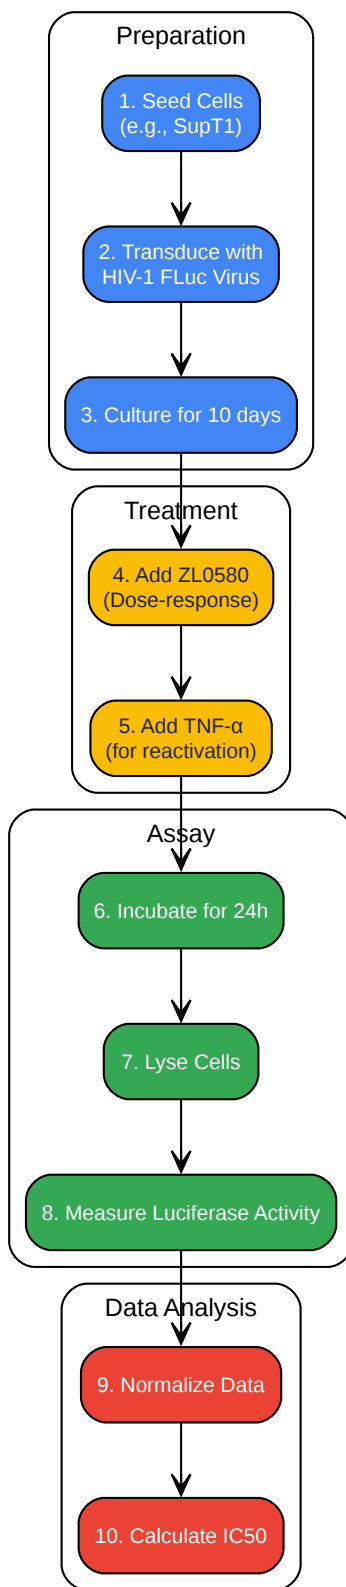 Preparation
1. Seed Cells
(e.g., SupT1)
2. Transduce with
HIV-1 FLuc Virus
3. Culture for 10 days
Treatment
4. Add ZL0580
(Dose-response)
5. Add TNF-α
(for reactivation)
Assay
6. Incubate for 24h
7. Lyse Cells
8. Measure Luciferase Activity
Data Analysis
9. Normalize Data
10. Calculate IC50